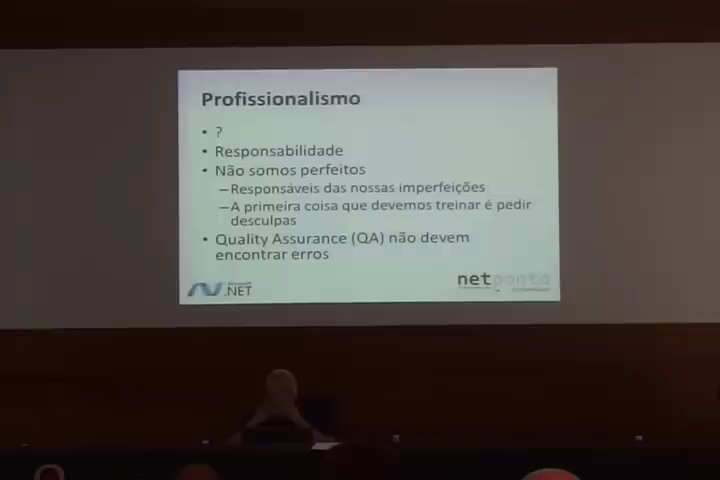 Profissionalismo
• ?
• Responsabilidade
• Não somos perfeitos
–Responsáveis das nossas imperfeições
–A primeira coisa que devemos treinar é pedir
desculpas
• Quality Assurance (QA) não devem
encontrar erros
.NET
netponto